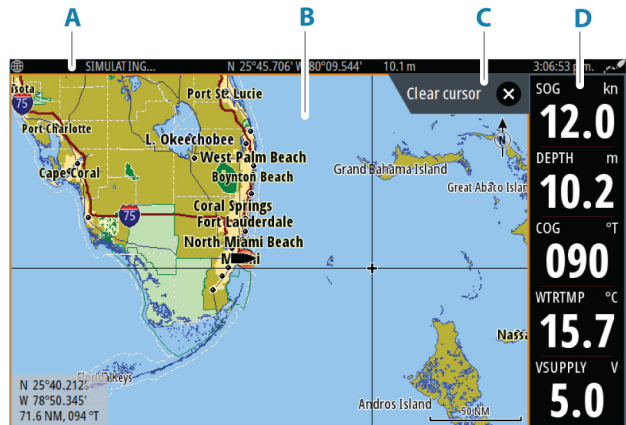 A B C D
SIMULATING... N 25°45.706' W 80°09.544' 10.1 m 3:06:53 p.m.
Clear cursor
SOG kn
12.0
DEPTH m
10.2
COG °T
090
WTRTMP °C
15.7
VSUPPLY V
5.0
75
Port St. Lucie
Port Charlotte
L. Okeechobee
West Palm Beach
Cape Coral
Boynton Beach
Grand Bahama Island
N
Great Abaco Islan
75
Coral Springs
Fort Lauderdale
North Miami Beach
Florida Keys
Andros Island
50 NM
N 25°40.212'
W 78°50.345'
71.6 NM, 094 °T